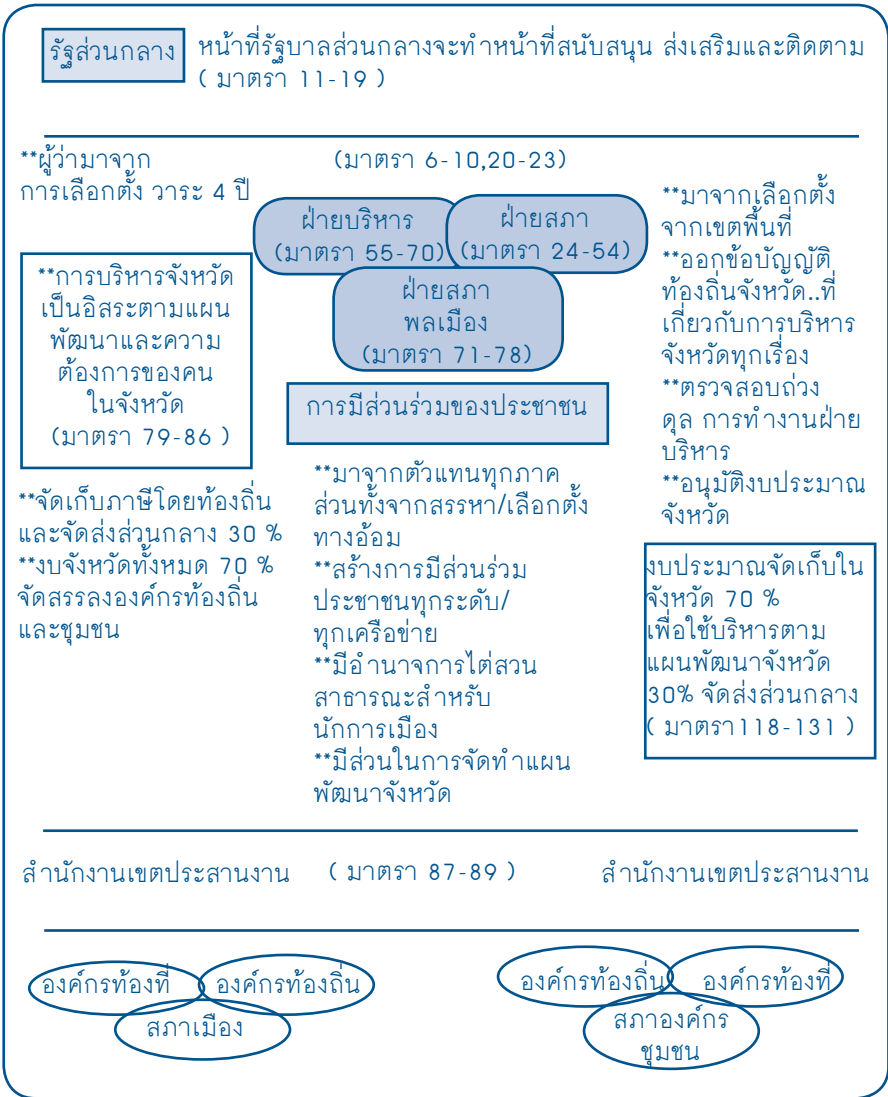 รัฐส่วนกลาง
หน้าที่รัฐบาลส่วนกลางจะทำหน้าที่สนับสนุน ส่งเสริมและติดตาม
( มาตรา 11-19 )
**ผู้ว่ามาจาก
การเลือกตั้ง วาระ 4 ปี
(มาตรา 6-10,20-23)
ฝ่ายบริหาร
(มาตรา 55-70)
ฝ่ายสภา
(มาตรา 24-54)
ฝ่ายสภา
พลเมือง
(มาตรา 71-78)
**การบริหารจังหวัด
เป็นอิสระตามแผน
พัฒนาและความ
ต้องการของคน
ในจังหวัด
(มาตรา 79-86 )
**จัดเก็บภาษีโดยท้องถิ่น
และจัดส่งส่วนกลาง 30 %
**งบจังหวัดทั้งหมด 70 %
จัดสรรลงองค์กรท้องถิ่น
และชุมชน
การมีส่วนร่วมของประชาชน
**มาจากตัวแทนทุกภาค
ส่วนทั้งจากสรรหา/เลือกตั้ง
ทางอ้อม
**สร้างการมีส่วนร่วม
ประชาชนทุกระดับ/
ทุกเครือข่าย
**มีอำนาจการไต่สวน
สาธารณะสำหรับ
นักการเมือง
**มีส่วนในการจัดทำแผน
พัฒนาจังหวัด
**มาจากเลือกตั้ง
จากเขตพื้นที่
**ออกข้อบัญญัติ
ท้องถิ่นจังหวัด..ที่
เกี่ยวกับการบริหาร
จังหวัดทุกเรื่อง
**ตรวจสอบถ่วง
ดุล การทำงานฝ่าย
บริหาร
**อนุมัติงบประมาณ
จังหวัด
งบประมาณจัดเก็บใน
จังหวัด 70 %
เพื่อใช้บริหารตาม
แผนพัฒนาจังหวัด
30% จัดส่งส่วนกลาง
( มาตรา118-131 )
สำนักงานเขตประสานงาน
( มาตรา 87-89 )
สำนักงานเขตประสานงาน
องค์กรท้องที่
องค์กรท้องถิ่น
สภาเมือง
องค์กรท้องถิ่น
องค์กรท้องที่
สภาองค์กร
ชุมชน